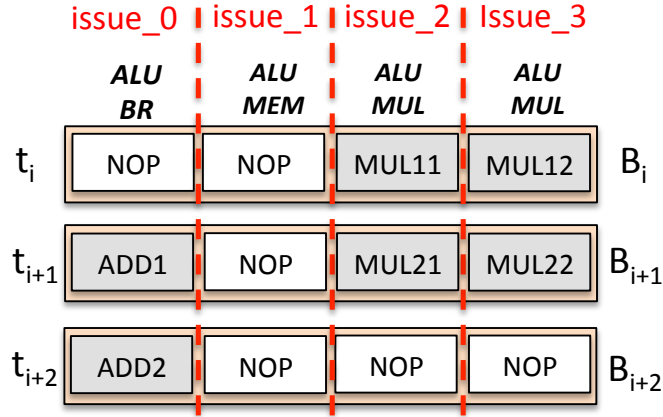 issue_0 issue_1 issue_2 Issue_3
ALU ALU ALU ALU
BR MEM MUL MUL
ti NOP NOP MUL11 MUL12 Bi
ti+1 ADD1 NOP MUL21 MUL22 Bi+1
ti+2 ADD2 NOP NOP NOP Bi+2